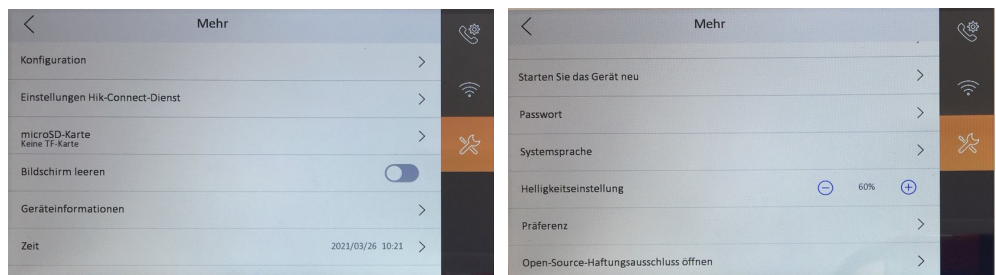 Mehr
Konfiguration
Einstellungen Hik-Connect-Dienst
microSD-Karte
Keine TF-Karte
Bildschirm leeren
Geräteinformationen
Zeit 2021/03/26 10:21
Mehr
Starten Sie das Gerät neu
Passwort
Systemsprache
Helligkeitseinstellung 60%
Präferenz
Open-Source-Haftungsausschluss öffnen